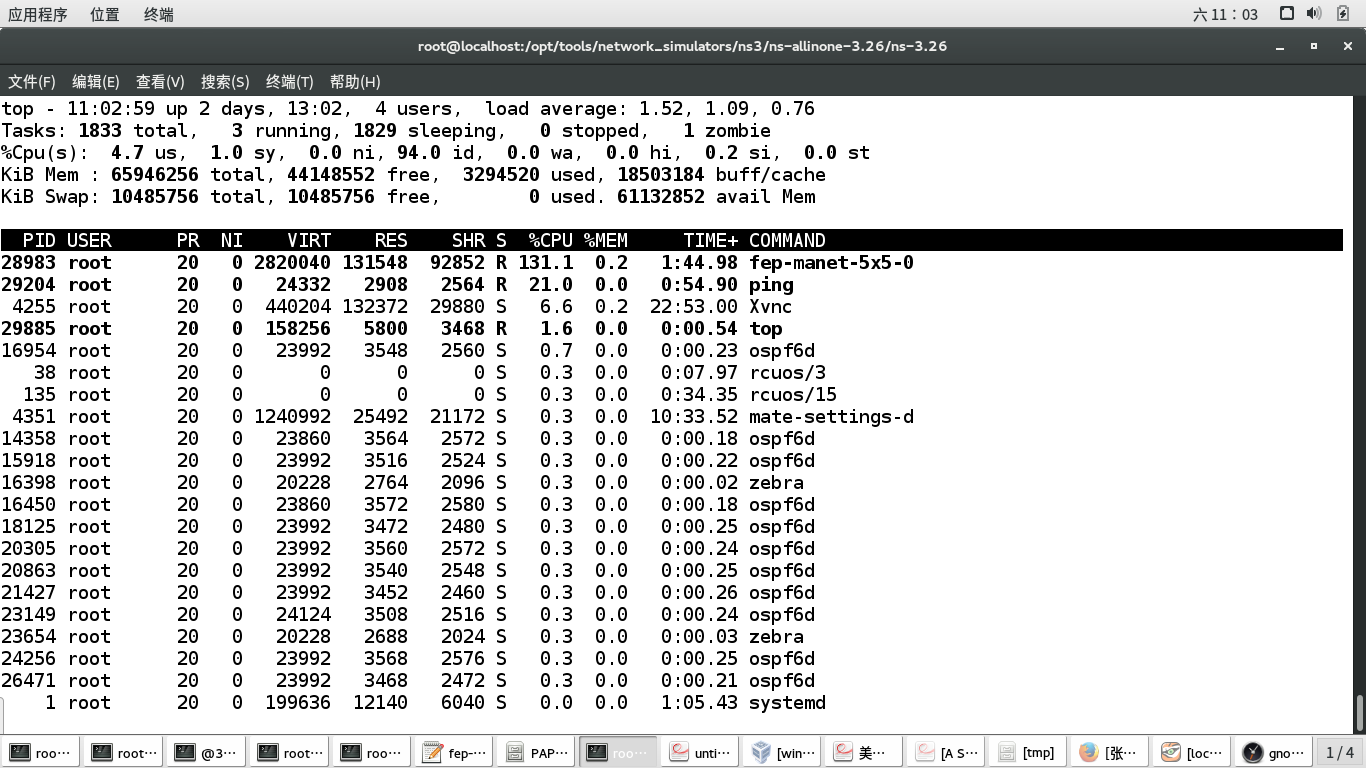 应用程序 位置 终端 六 11：03
root@localhost:/opt/tools/network_simulators/ns3/ns-allinone-3.26/ns-3.26
文件(F) 编辑(E) 查看(V) 搜索(S) 终端(T) 帮助(H)
top - 11:02:59 up 2 days, 13:02,  4 users,  load average: 1.52, 1.09, 0.76
Tasks: 1833 total,   3 running, 1829 sleeping,   0 stopped,   1 zombie
%Cpu(s):  4.7 us,  1.0 sy,  0.0 ni, 94.0 id,  0.0 wa,  0.0 hi,  0.2 si,  0.0 st
KiB Mem : 65946256 total, 44148552 free,  3294520 used, 18503184 buff/cache
KiB Swap: 10485756 total, 10485756 free,        0 used. 61132852 avail Mem
PID USER PR NI VIRT RES SHR S %CPU %MEM TIME+ COMMAND
28983 root 20 0 2820040 131548 92852 R 131.1 0.2 1:44.98 fep-manet-5x5-0
29204 root 20 0 24332 2908 2564 R 21.0 0.0 0:54.90 ping
4255 root 20 0 440204 132372 29880 S 6.6 0.2 22:53.00 Xvnc
29885 root 20 0 158256 5800 3468 R 1.6 0.0 0:00.54 top
16954 root 20 0 23992 3548 2560 S 0.7 0.0 0:00.23 ospf6d
38 root 20 0 0 0 0 S 0.3 0.0 0:07.97 rcuos/3
135 root 20 0 0 0 0 S 0.3 0.0 0:34.35 rcuos/15
4351 root 20 0 1240992 25492 21172 S 0.3 0.0 10:33.52 mate-settings-d
14358 root 20 0 23860 3564 2572 S 0.3 0.0 0:00.18 ospf6d
15918 root 20 0 23992 3516 2524 S 0.3 0.0 0:00.22 ospf6d
16398 root 20 0 20228 2764 2096 S 0.3 0.0 0:00.02 zebra
16450 root 20 0 23860 3572 2580 S 0.3 0.0 0:00.18 ospf6d
18125 root 20 0 23992 3472 2480 S 0.3 0.0 0:00.25 ospf6d
20305 root 20 0 23992 3560 2572 S 0.3 0.0 0:00.24 ospf6d
20863 root 20 0 23992 3540 2548 S 0.3 0.0 0:00.25 ospf6d
21427 root 20 0 23992 3452 2460 S 0.3 0.0 0:00.26 ospf6d
23149 root 20 0 24124 3508 2516 S 0.3 0.0 0:00.24 ospf6d
23654 root 20 0 20228 2688 2024 S 0.3 0.0 0:00.03 zebra
24256 root 20 0 23992 3568 2576 S 0.3 0.0 0:00.25 ospf6d
26471 root 20 0 23992 3468 2472 S 0.3 0.0 0:00.21 ospf6d
1 root 20 0 199636 12140 6040 S 0.0 0.0 1:05.43 systemd
roo… root… @3… root… roo… fep-… PAP… roo… unti… [win… 美… [A S… [tmp] [张… [loc… gno… 1 / 4